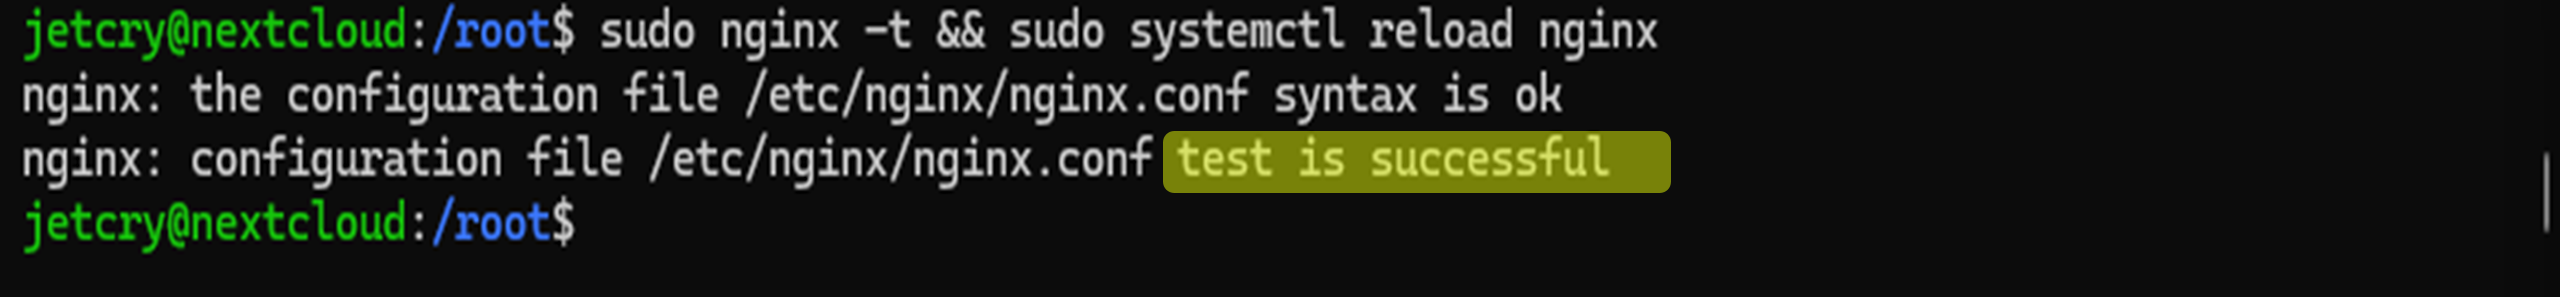 jetcry@nextcloud:/root$ sudo nginx -t && sudo systemctl reload nginx
nginx: the configuration file /etc/nginx/nginx.conf syntax is ok
nginx: configuration file /etc/nginx/nginx.conf test is successful
jetcry@nextcloud:/root$